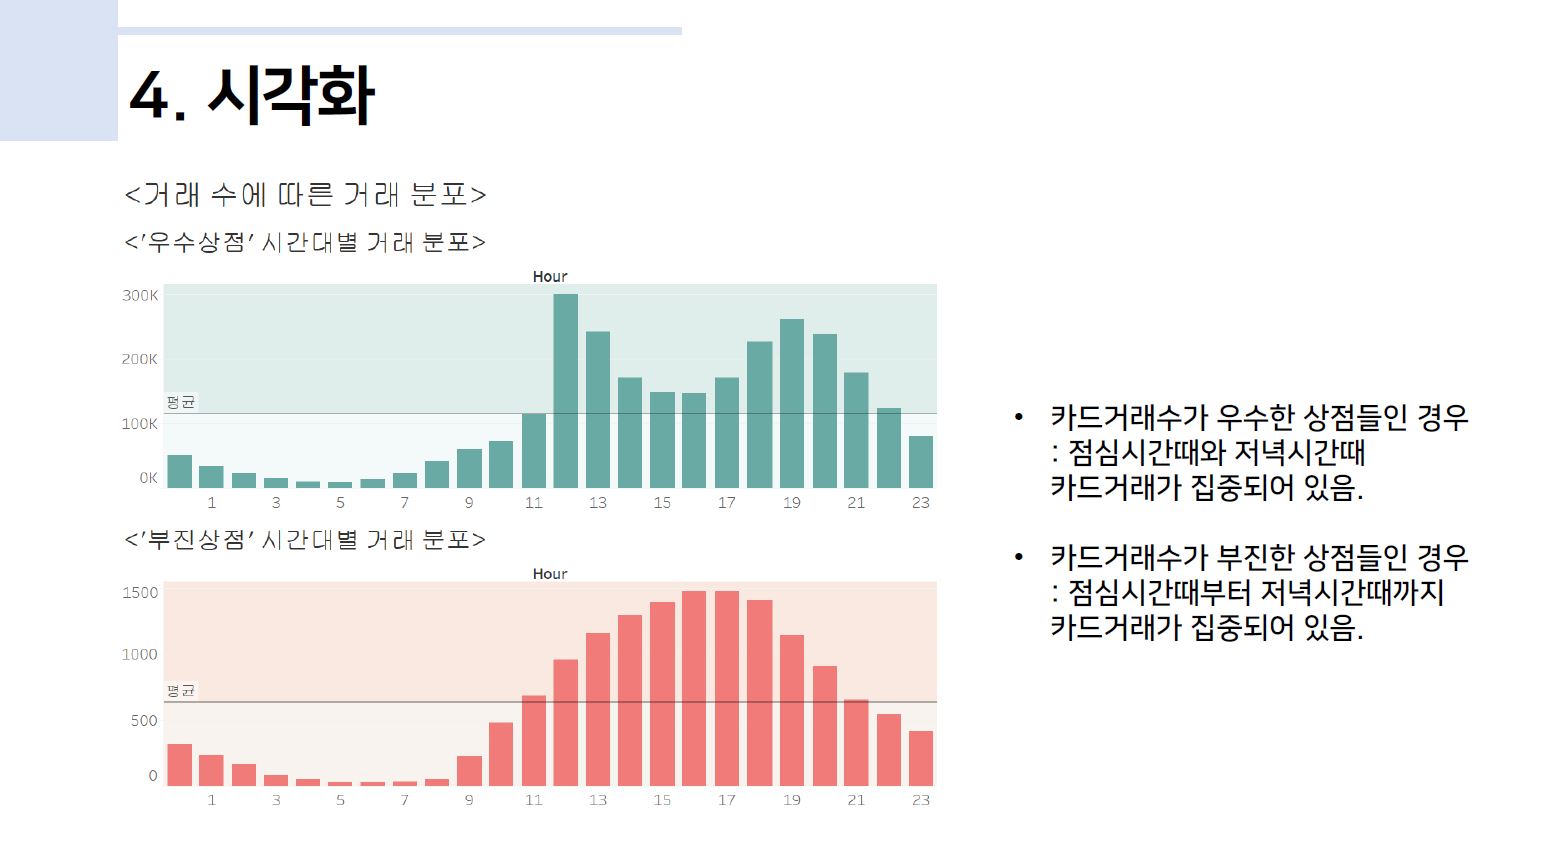 4. 시각화
<거래 수에 따른 거래 분포>
<'우수상점' 시간대별 거래 분포>
Hour
300K
200K
평균
100K
0K
1 3 5 7 9 11 13 15 17 19 21 23
<'부진상점' 시간대별 거래 분포>
Hour
1500
1000
평균
500
0
1 3 5 7 9 11 13 15 17 19 21 23
• 카드거래수가 우수한 상점들인 경우
: 점심시간때와 저녁시간때
카드거래가 집중되어 있음.
• 카드거래수가 부진한 상점들인 경우
: 점심시간때부터 저녁시간때까지
카드거래가 집중되어 있음.